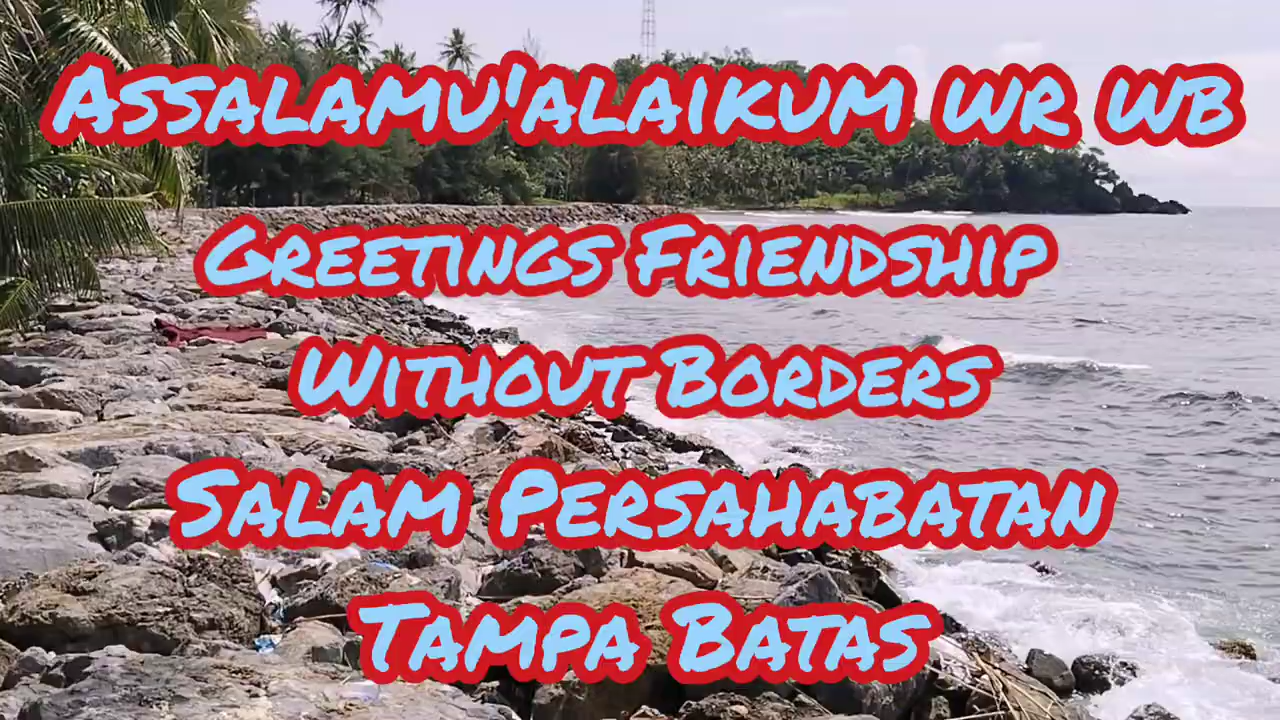 Assalamu'alaikum wr wb
Greetings Friendship
Without Borders
Salam Persahabatan
Tampa Batas